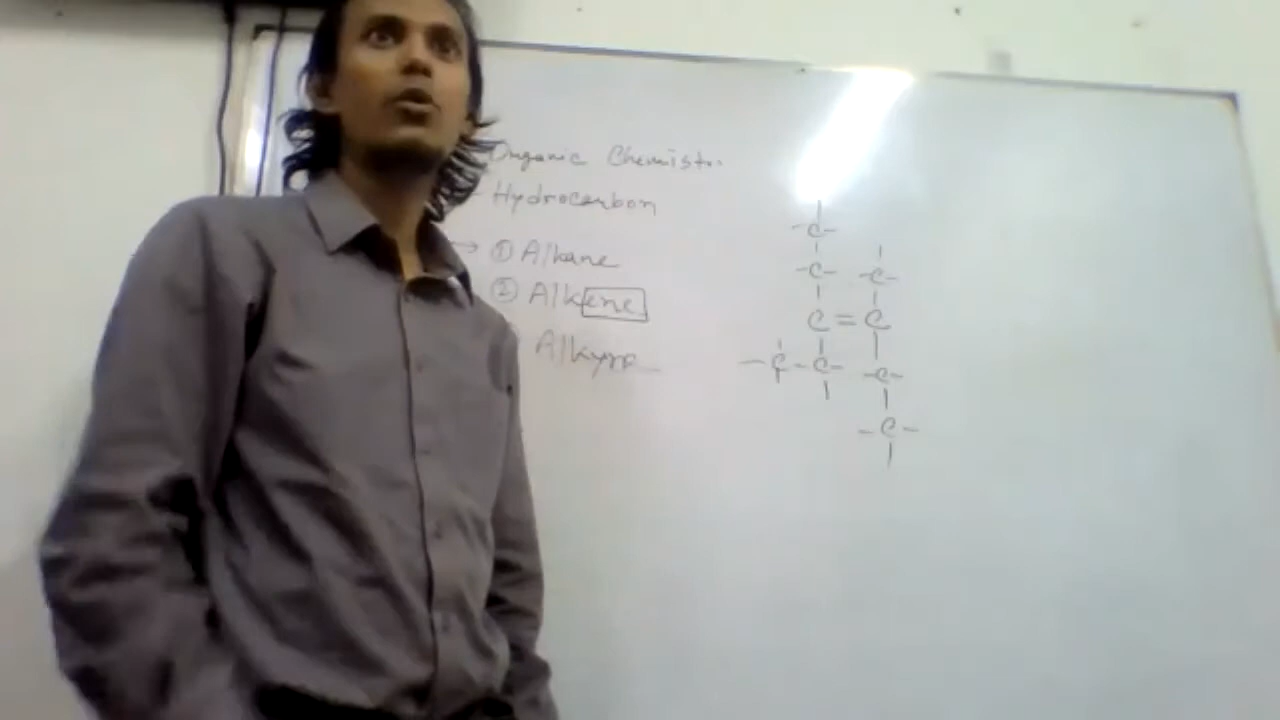 Organic Chemistr
Hydrocarbon
→ ① Alkane
② Alkene
Alkyne
-C-
-C- -C-
C = C
-C-C- -C-
-C-